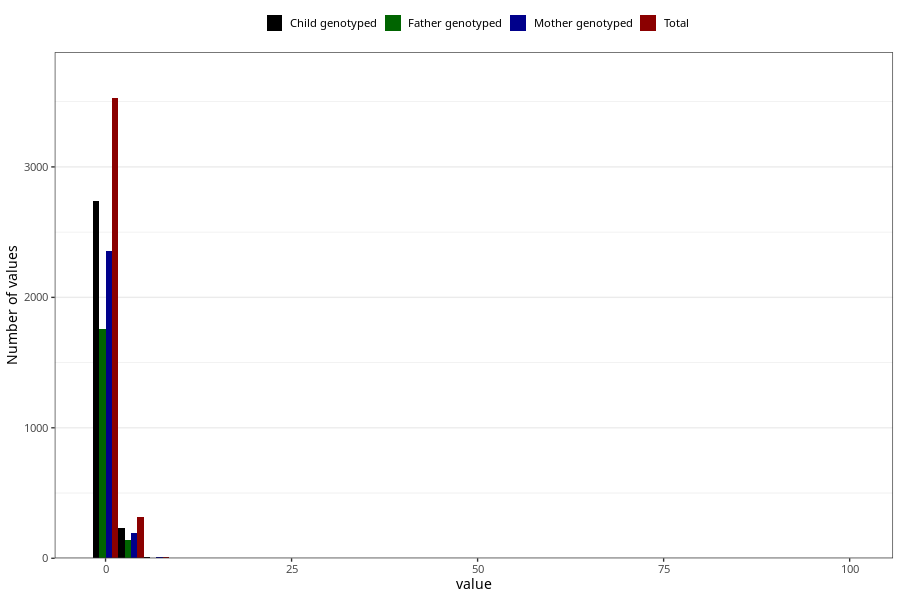 Child genotyped Father genotyped Mother genotyped Total
Number of values
3000
2000
1000
0
0 25 50 75 100
value